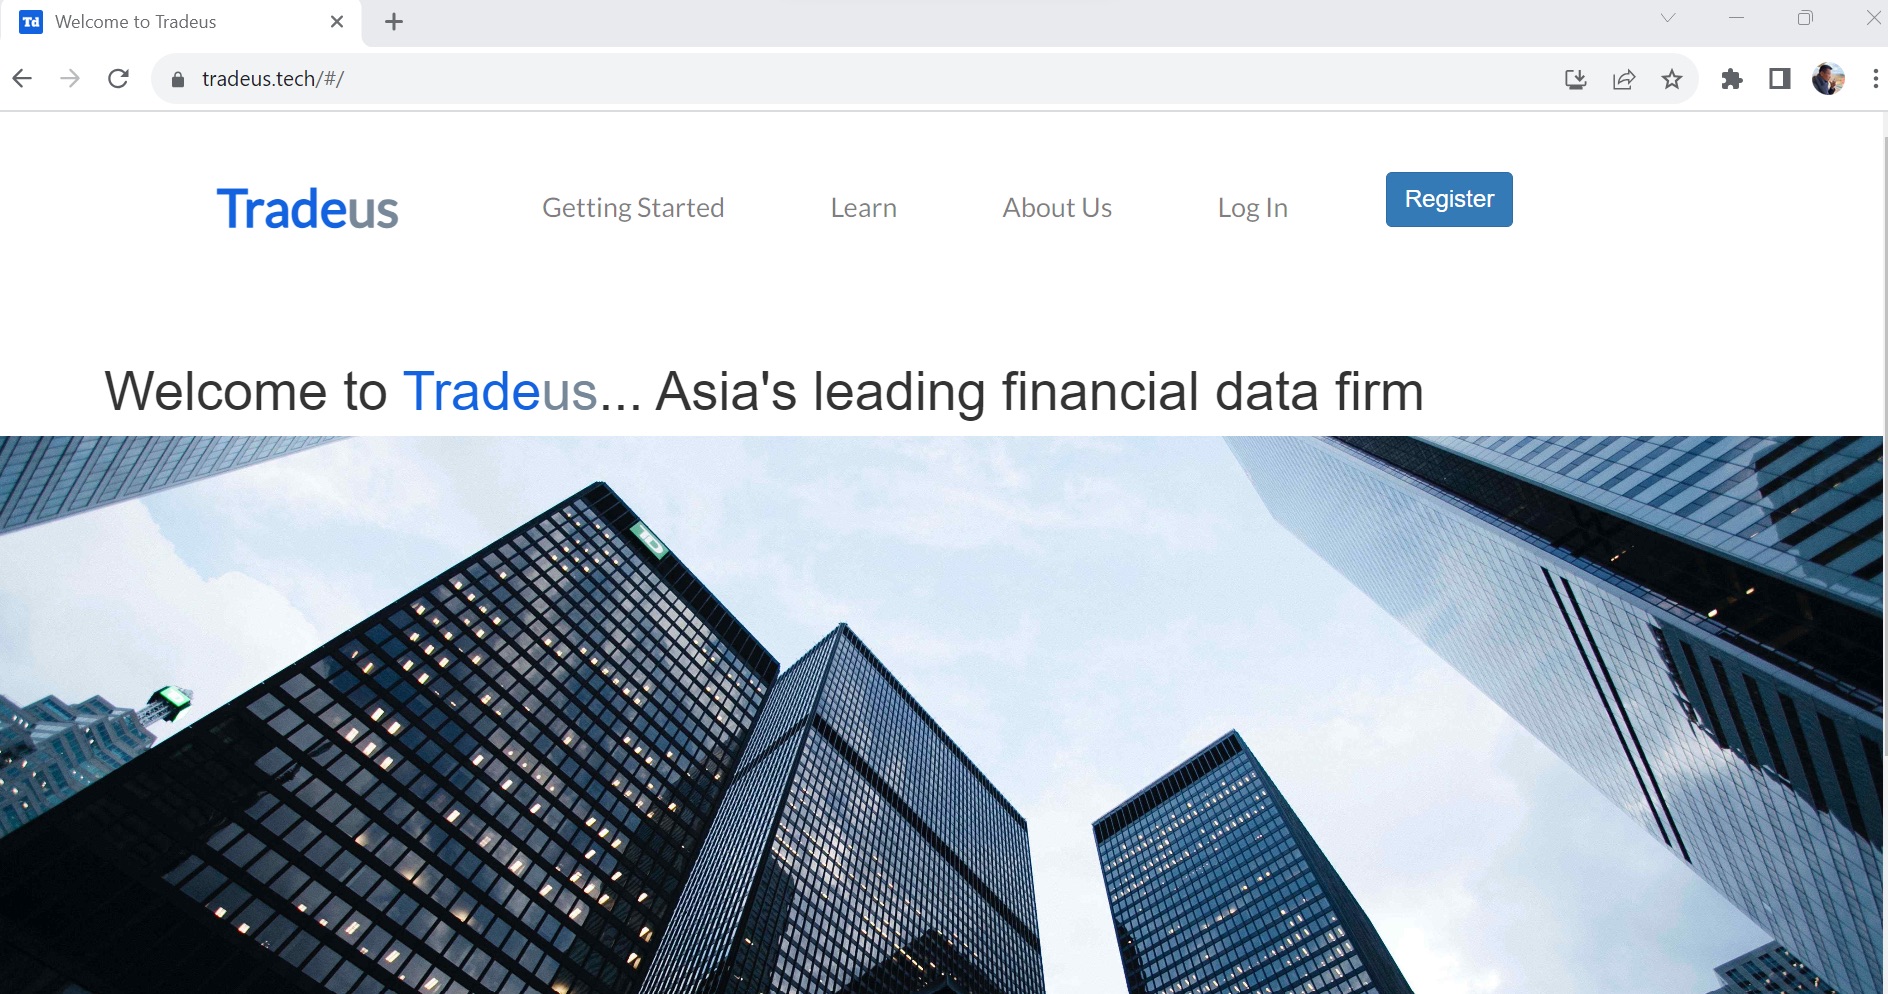 Td Welcome to Tradeus
tradeus.tech/#/
Tradeus
Getting Started
Learn
About Us
Log In
Register
Welcome to Tradeus... Asia's leading financial data firm
TD